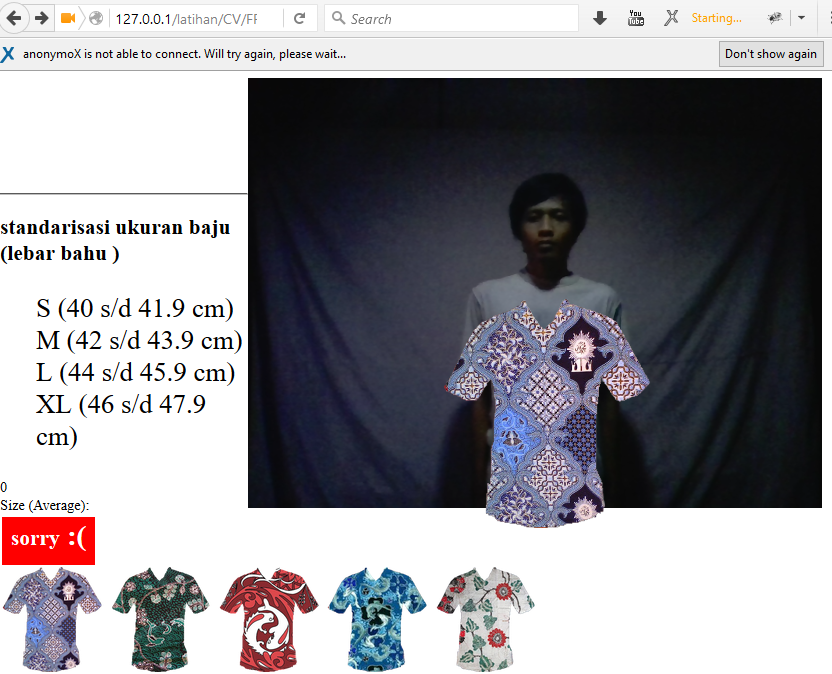 127.0.0.1/latihan/CV/FF
Search
You
Tube
Starting...
anonymoX is not able to connect. Will try again, please wait...
Don't show again
standarisasi ukuran baju
(lebar bahu )
S (40 s/d 41.9 cm)
M (42 s/d 43.9 cm)
L (44 s/d 45.9 cm)
XL (46 s/d 47.9
cm)
0
Size (Average):
sorry :(